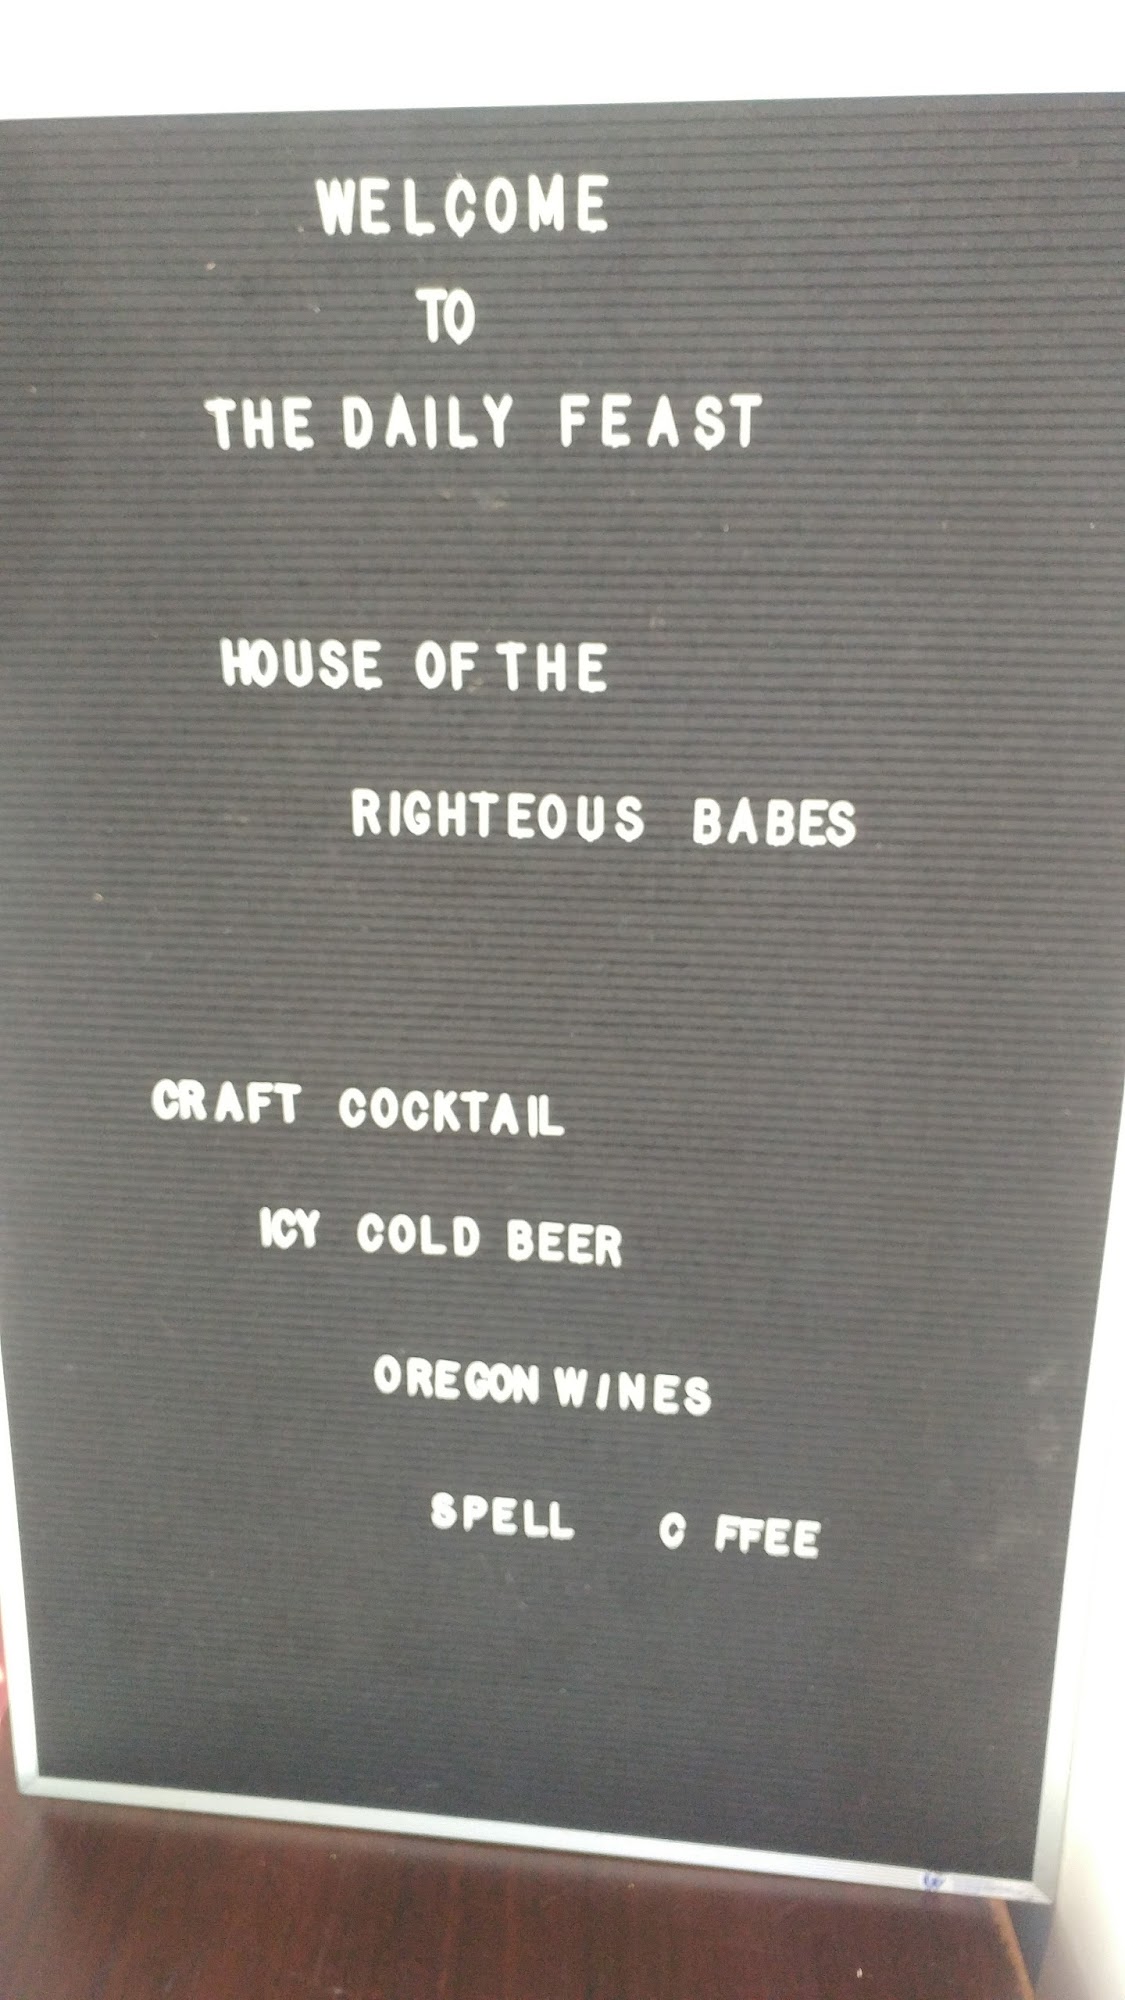 WELCOME
TO
THE DAILY FEAST
HOUSE OF THE
RIGHTEOUS BABES
CRAFT COCKTAIL
ICY COLD BEER
OREGON WINES
SPELL C FFEE